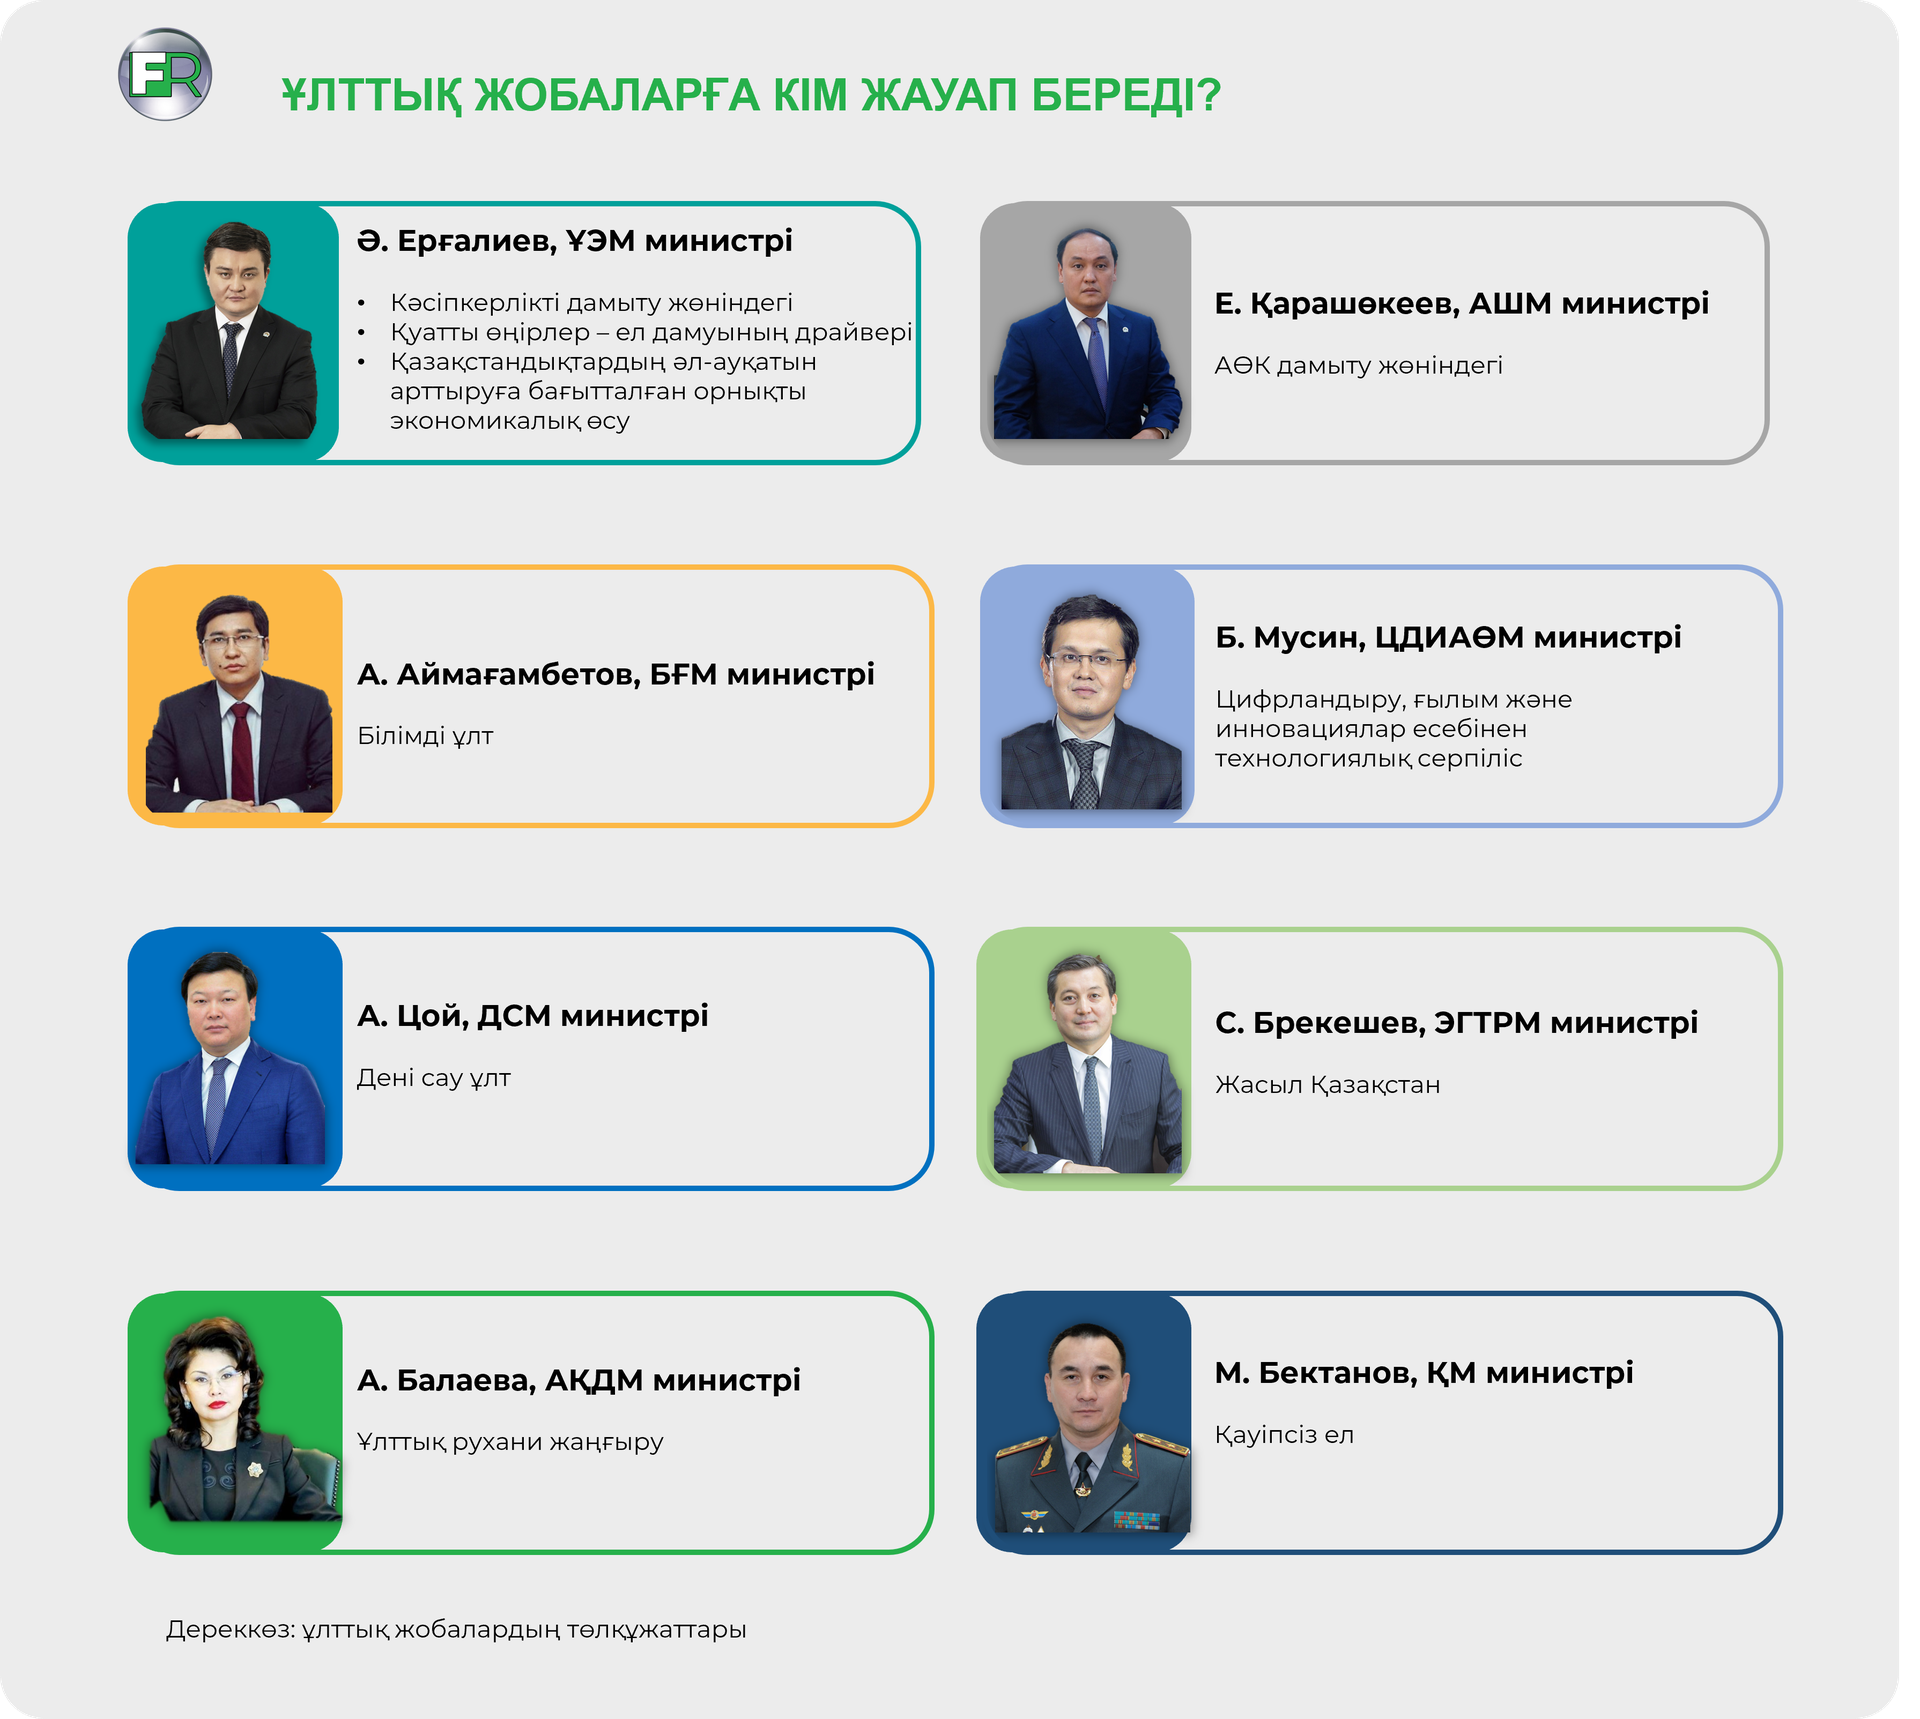 FR
ҰЛТТЫҚ ЖОБАЛАРҒА КІМ ЖАУАП БЕРЕДІ?
Ә. Ерғалиев, ҰЭМ министрі
• Кәсіпкерлікті дамыту жөніндегі
• Қуатты өңірлер – ел дамуының драйвері
• Қазақстандықтардың әл-ауқатын
арттыруға бағытталған орнықты
экономикалық өсу
Е. Қарашөкеев, АШМ министрі
АӨК дамыту жөніндегі
А. Аймағамбетов, БҒМ министрі
Білімді ұлт
Б. Мусин, ЦДИАӨМ министрі
Цифрландыру, ғылым және
инновациялар есебінен
технологиялық серпіліс
А. Цой, ДСМ министрі
Дені сау ұлт
С. Брекешев, ЭГТРМ министрі
Жасыл Қазақстан
А. Балаева, АҚДМ министрі
Ұлттық рухани жаңғыру
М. Бектанов, ҚМ министрі
Қауіпсіз ел
Дереккөз: ұлттық жобалардың төлқұжаттары